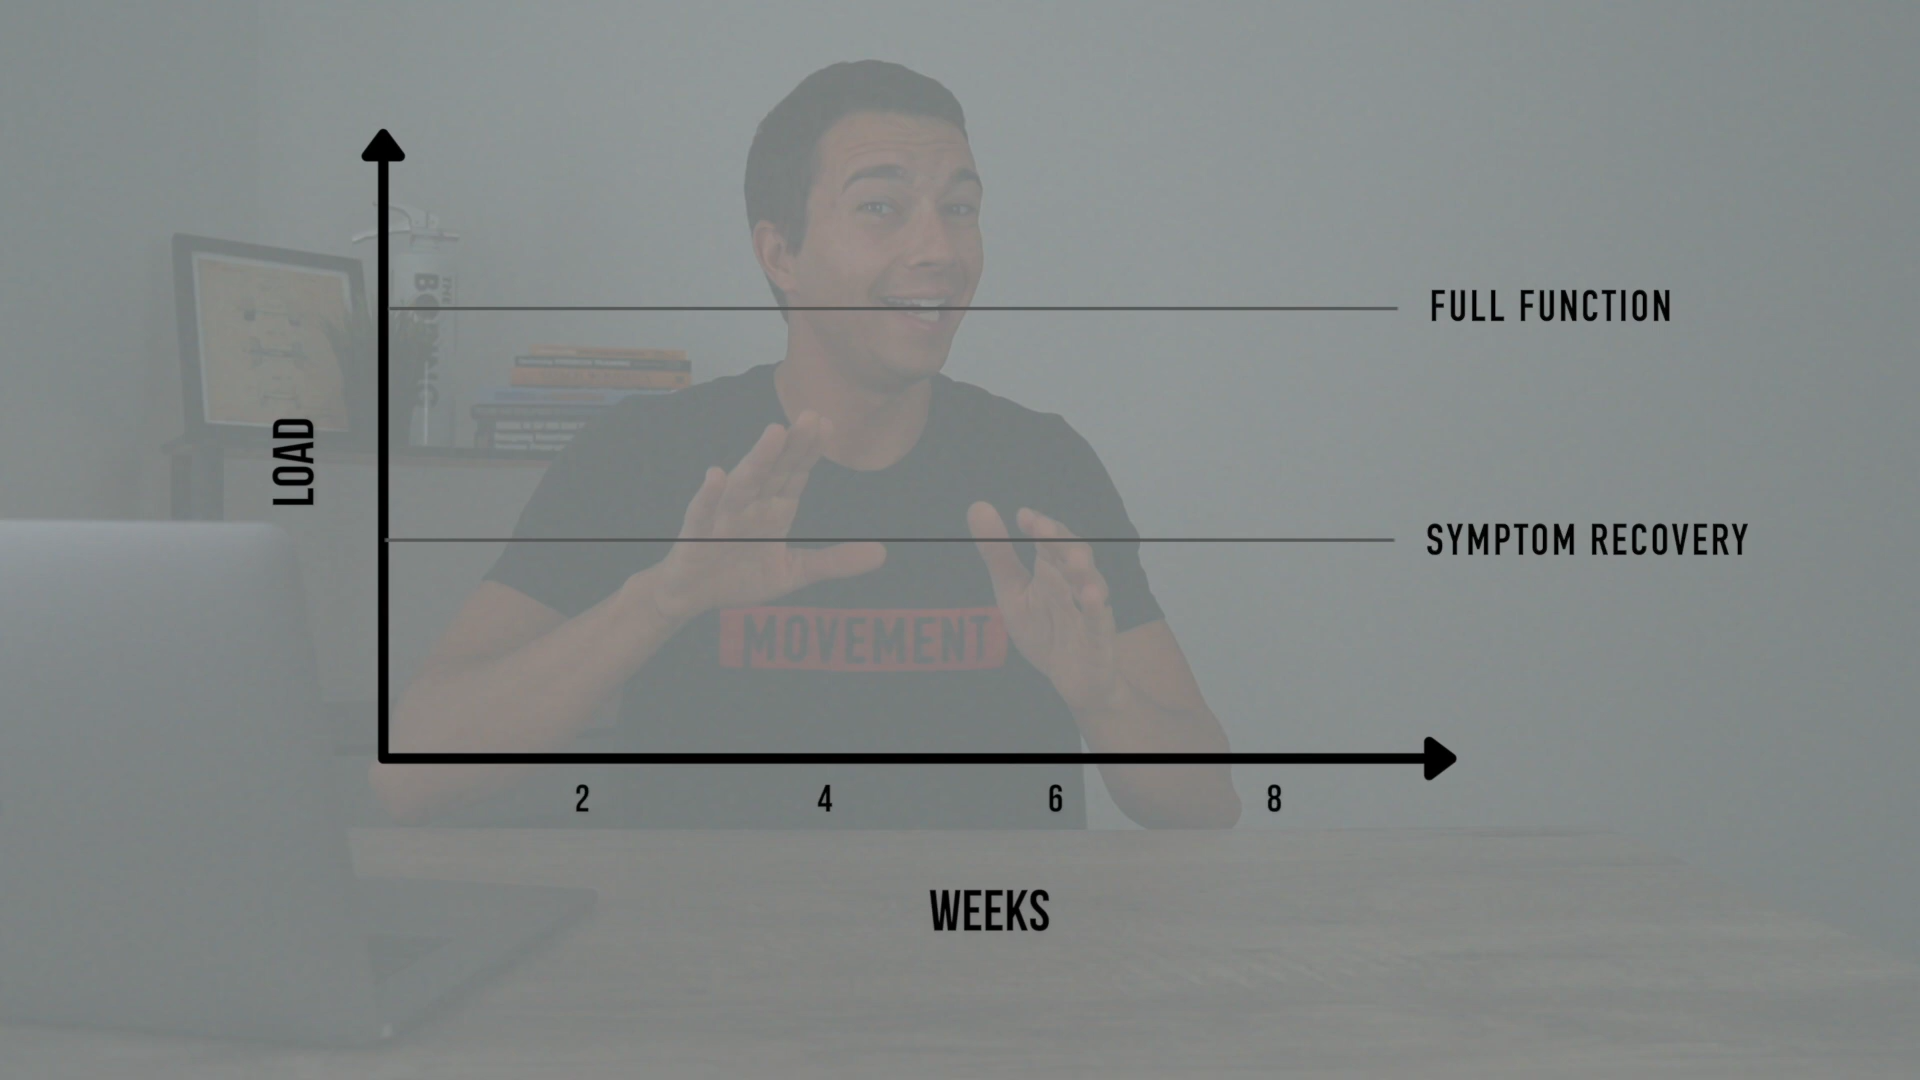 FULL FUNCTION
LOAD
SYMPTOM RECOVERY
MOVEMENT
2 4 6 8
WEEKS